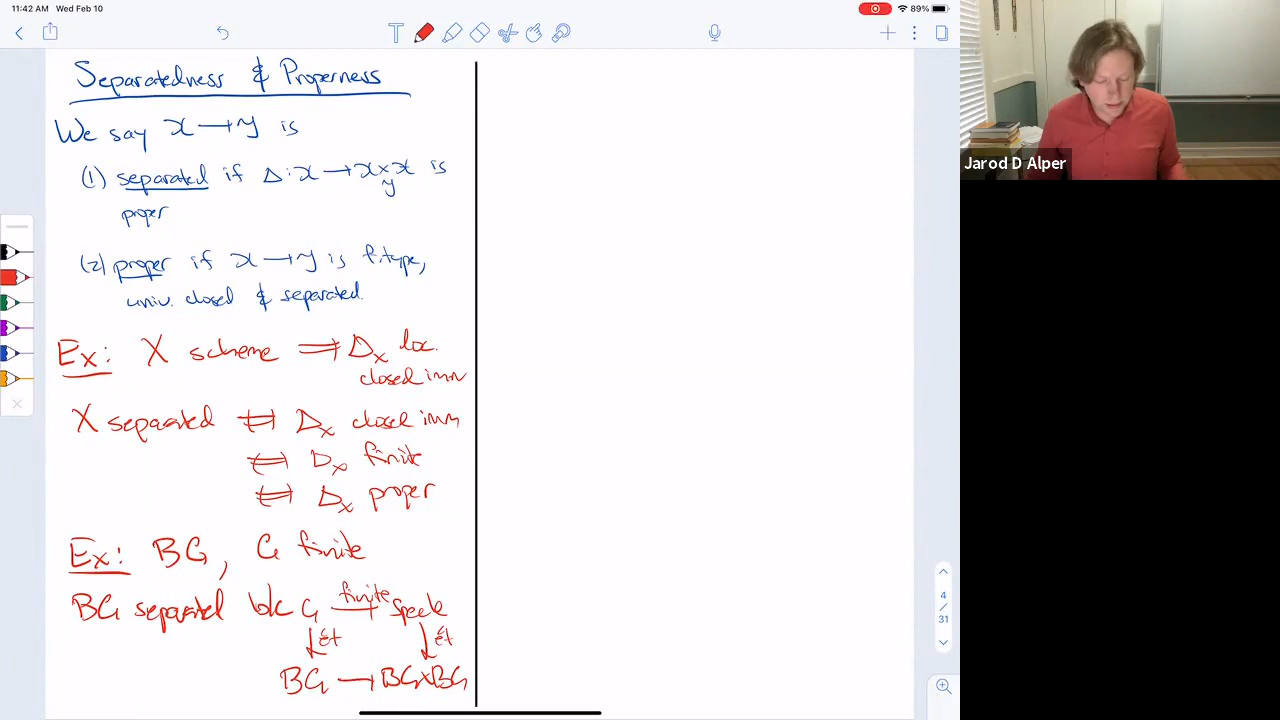 11:42 AM Wed Feb 10
89%
Separatedness & Properness
We say 𝒳 → 𝒴 is
(1) separated if Δ: 𝒳 → 𝒳 ×_𝒴 𝒳 is
proper
(2) proper if 𝒳 → 𝒴 is f.type,
univ. closed & separated.
Ex: X scheme ⟹ Δ_X loc.
closed imm
X separated ⟺ Δ_X closed imm
⟺ Δ_X finite
⟺ Δ_X proper
Ex: BG, G finite
BG separated b/c G —finite→ Spec k
↓ét ↓ét
BG → BG×BG
4
/
31
Jarod D Alper